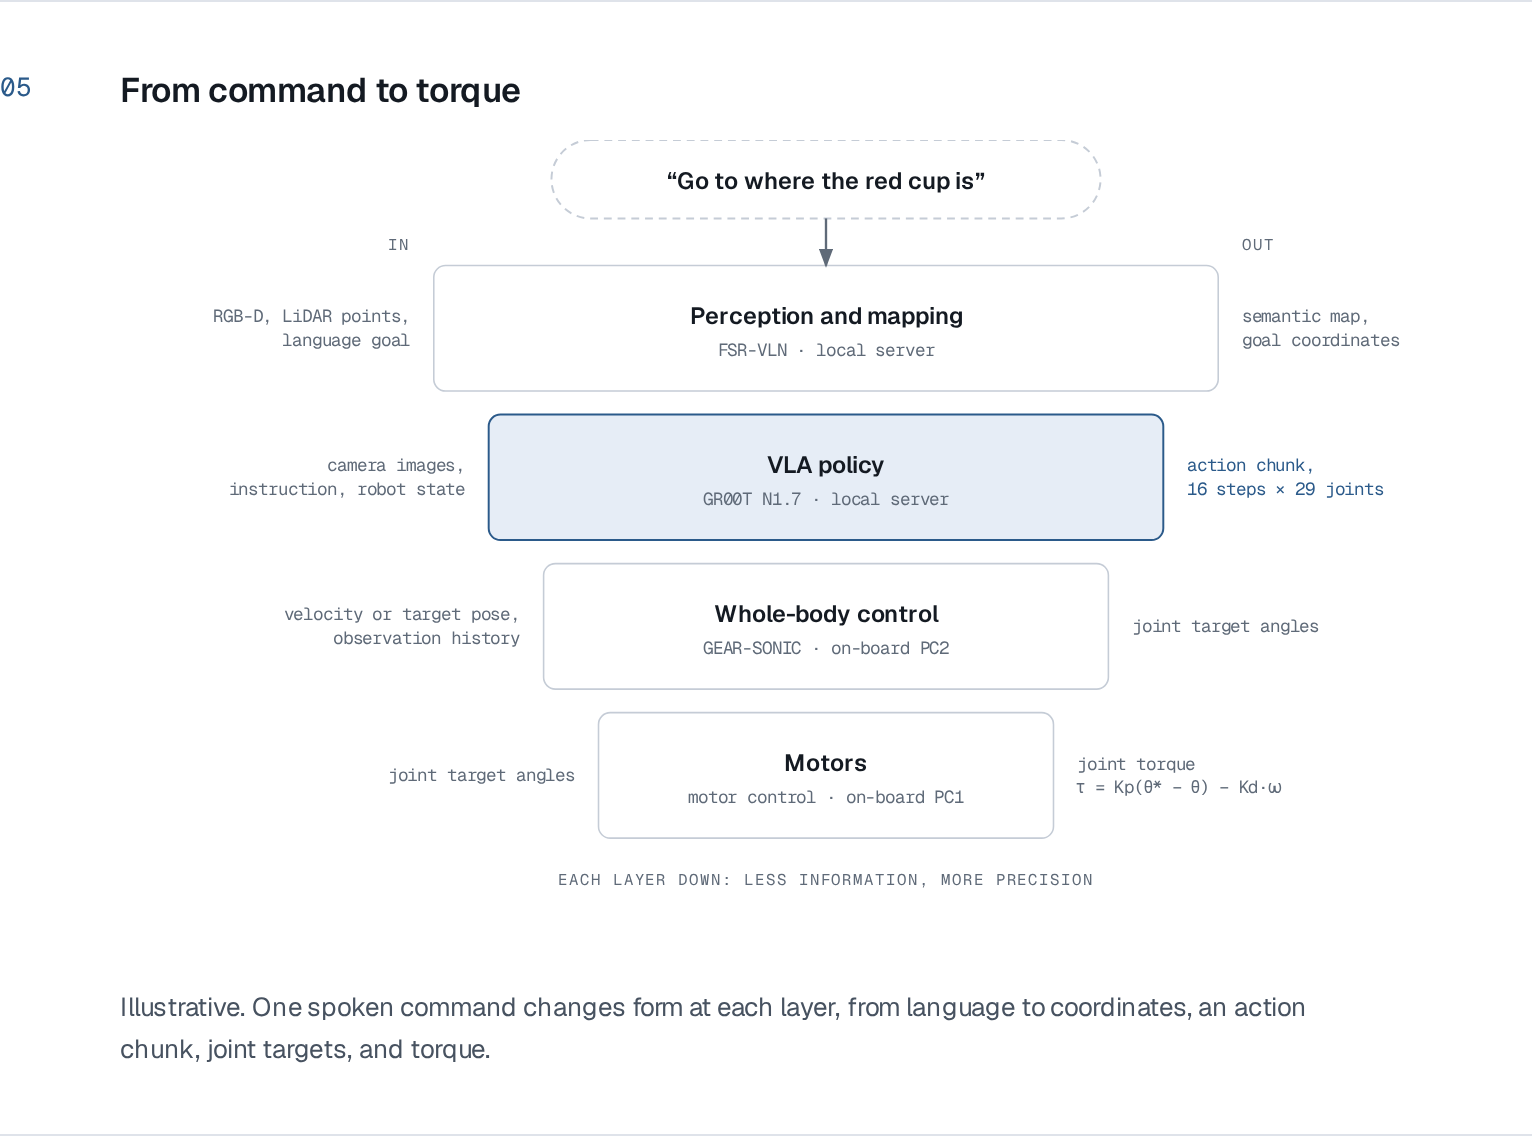 05
From command to torque
“Go to where the red cup is”
IN
OUT
RGB-D, LiDAR points,
language goal
Perception and mapping
FSR-VLN · local server
semantic map,
goal coordinates
camera images,
instruction, robot state
VLA policy
GR00T N1.7 · local server
action chunk,
16 steps × 29 joints
velocity or target pose,
observation history
Whole-body control
GEAR-SONIC · on-board PC2
joint target angles
joint target angles
Motors
motor control · on-board PC1
joint torque
τ = Kp(θ* − θ) − Kd·ω
EACH LAYER DOWN: LESS INFORMATION, MORE PRECISION
Illustrative. One spoken command changes form at each layer, from language to coordinates, an action
chunk, joint targets, and torque.